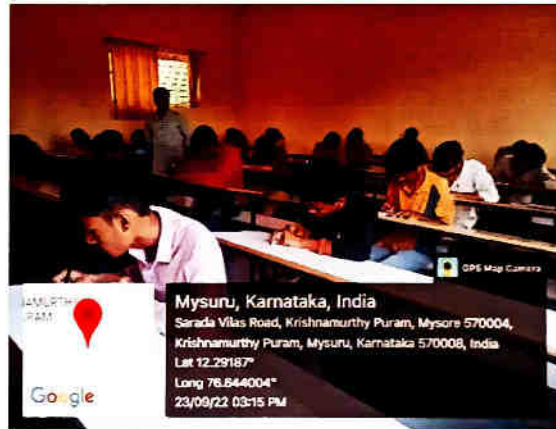 GPS Map Camera
Mysuru, Karnataka, India
Sarada Vilas Road, Krishnamurthy Puram, Mysore 570004,
Krishnamurthy Puram, Mysuru, Karnataka 570008, India
Lat 12.29187°
Long 76.644004°
23/09/22 03:15 PM
Google